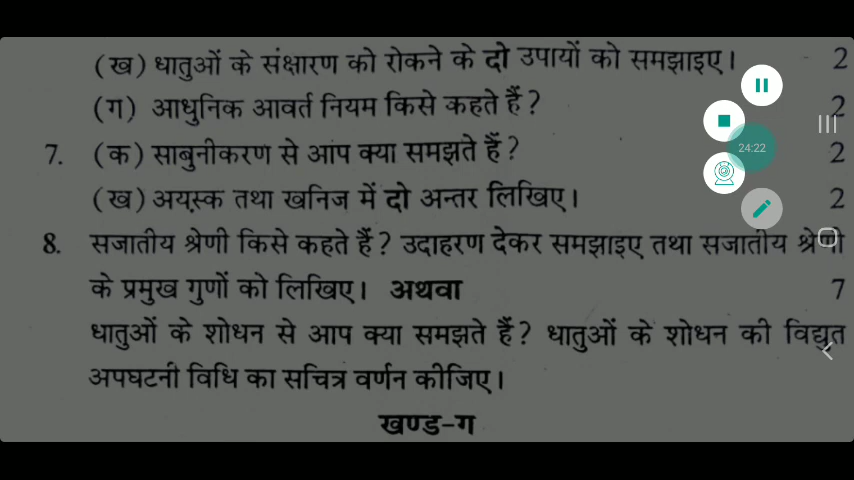 (ख) धातुओं के संक्षारण को रोकने के दो उपायों को समझाइए। 2
(ग) आधुनिक आवर्त नियम किसे कहते हैं? 2
7. (क) साबुनीकरण से आप क्या समझते हैं? 2
24:22
(ख) अयस्क तथा खनिज में दो अन्तर लिखिए। 2
8. सजातीय श्रेणी किसे कहते हैं? उदाहरण देकर समझाइए तथा सजातीय श्रेणी
के प्रमुख गुणों को लिखिए। अथवा 7
धातुओं के शोधन से आप क्या समझते हैं? धातुओं के शोधन की विद्युत
अपघटनी विधि का सचित्र वर्णन कीजिए।
खण्ड-ग